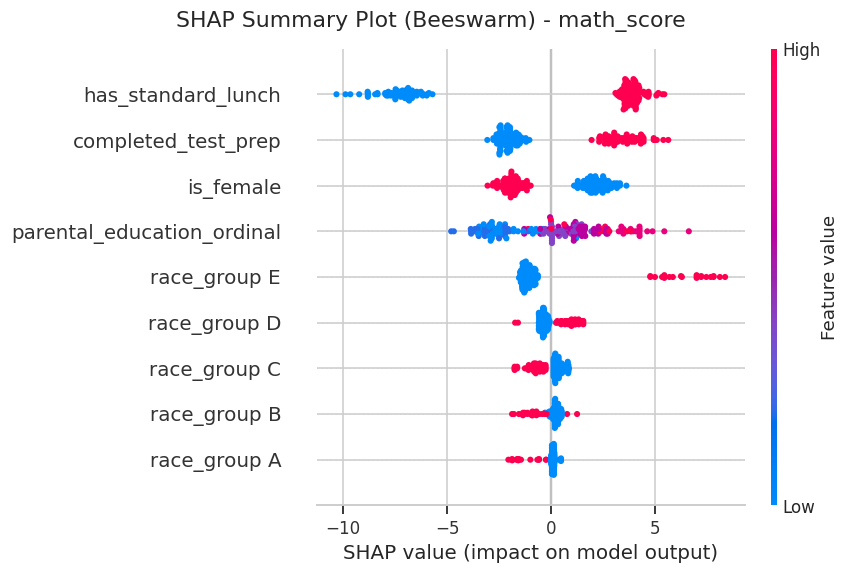 SHAP Summary Plot (Beeswarm) - math_score
High
has_standard_lunch
completed_test_prep
is_female
parental_education_ordinal
race_group E
race_group D
race_group C
race_group B
race_group A
Feature value
Low
−10
−5
0
5
SHAP value (impact on model output)